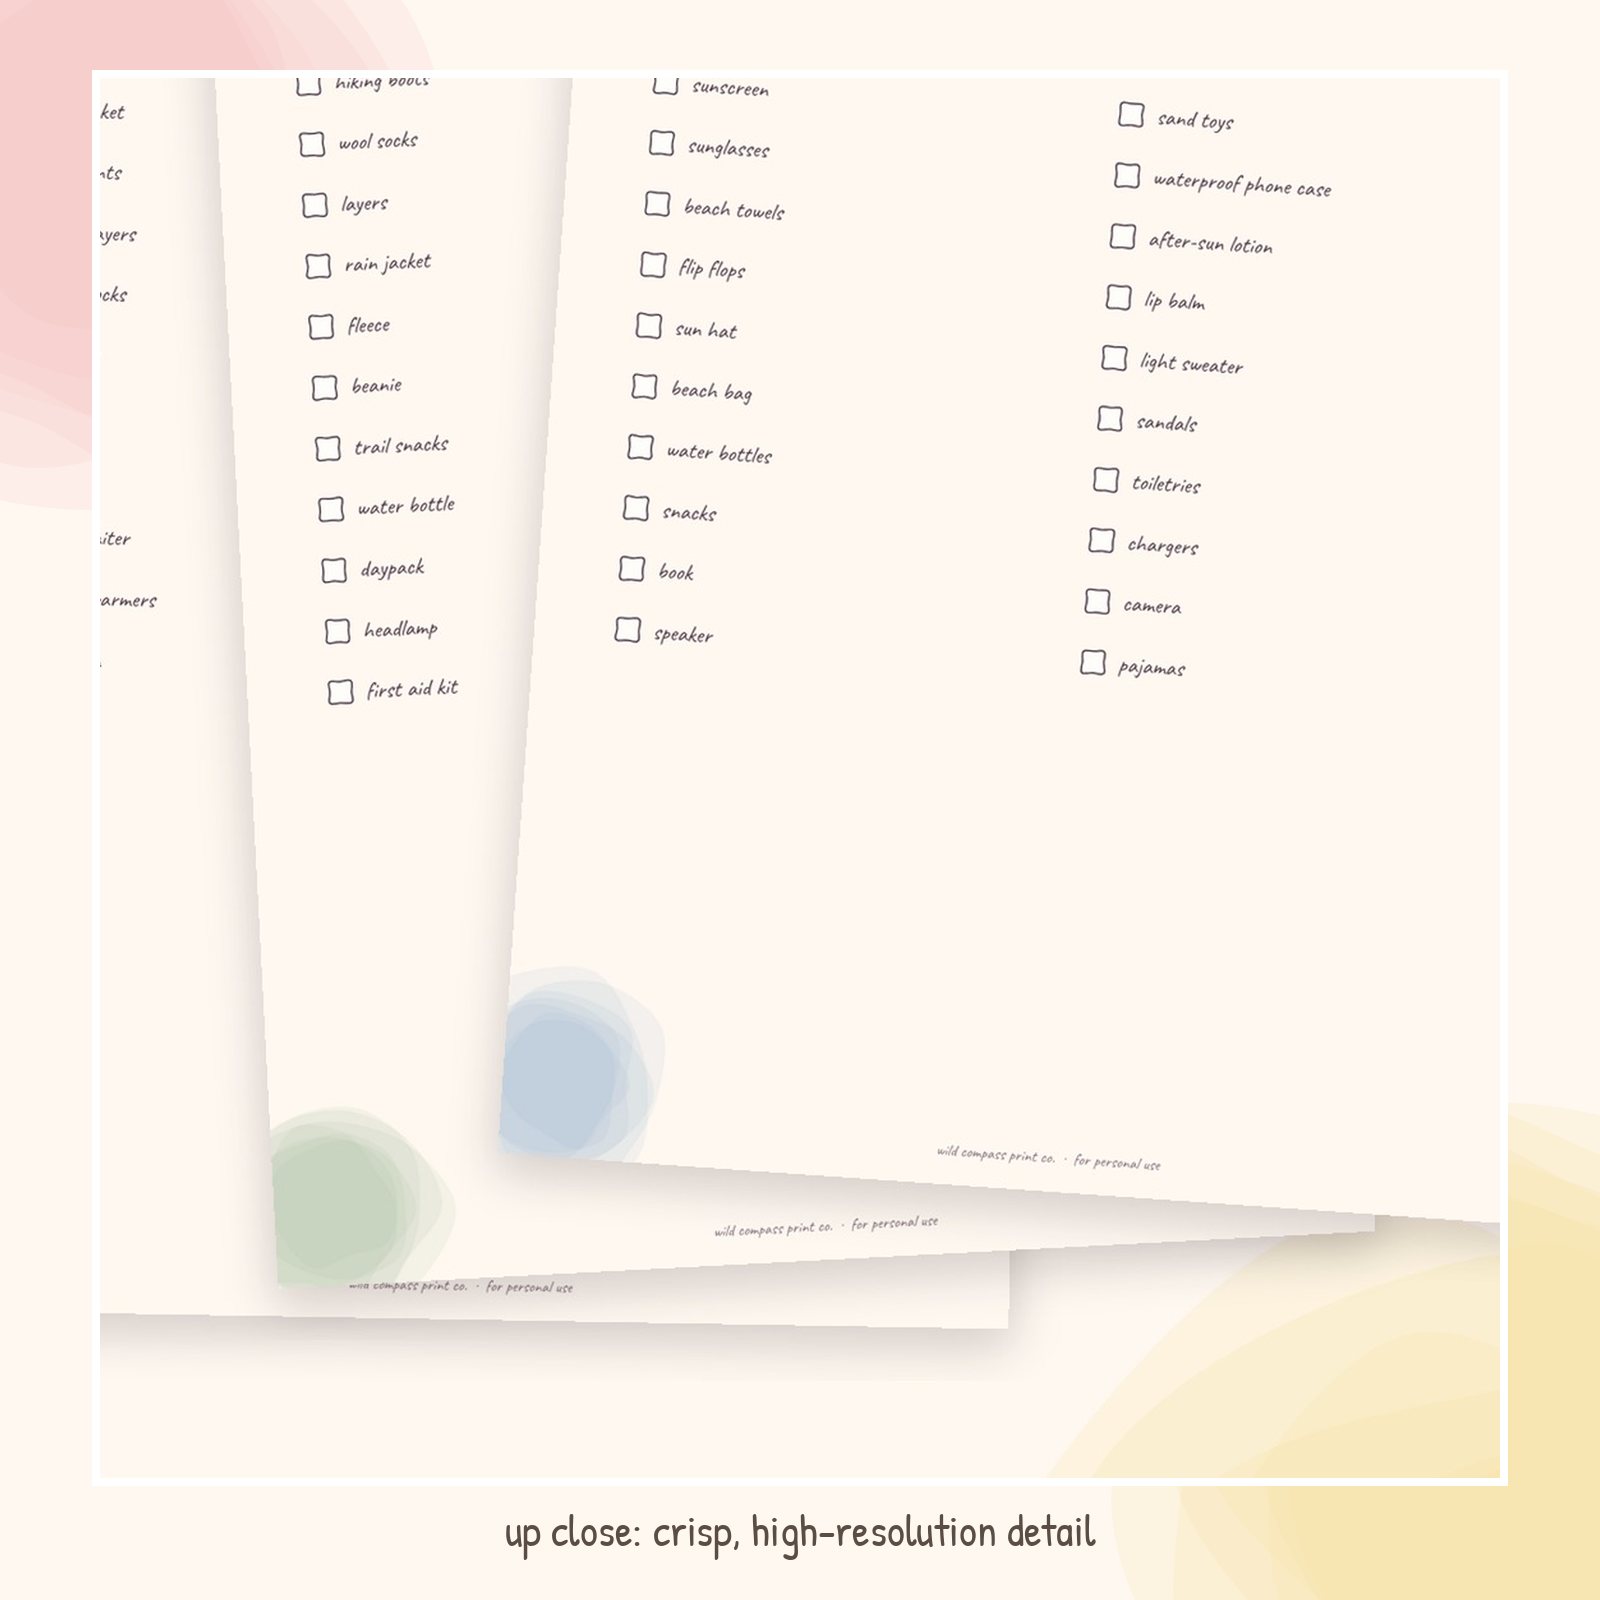 hiking boots
wool socks
layers
rain jacket
fleece
beanie
trail snacks
water bottle
daypack
headlamp
first aid kit
sunscreen
sunglasses
beach towels
flip flops
sun hat
beach bag
water bottles
snacks
book
speaker
sand toys
waterproof phone case
after-sun lotion
lip balm
light sweater
sandals
toiletries
chargers
camera
pajamas
wild compass print co. · for personal use
wild compass print co. · for personal use
wild compass print co. · for personal use
up close: crisp, high-resolution detail